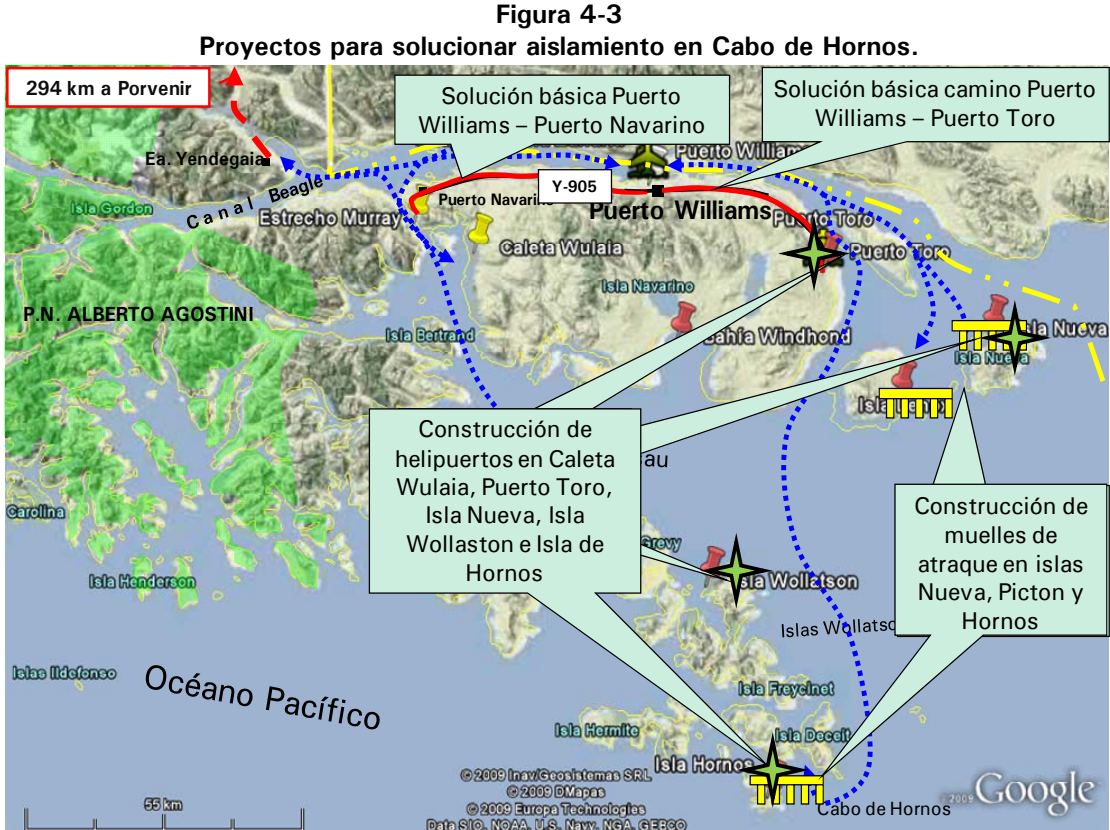 Figura 4-3
Proyectos para solucionar aislamiento en Cabo de Hornos.
294 km a Porvenir
Solución básica Puerto
Williams – Puerto Navarino
Solución básica camino Puerto
Williams – Puerto Toro
Ea. Yendegaia
Puerto Williams
Canal Beagle
Isla Gordon
Estrecho Murray
Puerto Navarino
Y-905
Puerto Williams
Puerto Toro
Caleta Wulaia
Puerto Toro
Isla Navarino
P.N. ALBERTO AGOSTINI
Isla Bertrand
Bahía Windhond
Isla Nueva
Isla Nueva
Construcción de
helipuertos en Caleta
Wulaia, Puerto Toro,
Isla Nueva, Isla
Wollaston e Isla de
Hornos
Construcción de
muelles de
atraque en islas
Nueva, Picton y
Hornos
Carolina
Grevy
Isla Henderson
Isla Wollatson
Islas Wollatso
Islas Ildefonso
Océano Pacífico
Isla Freycinet
Isla Hermite
Isla Deceit
Isla Hornos
© 2009 Inav/Geosistemas SRL
© 2009 DMapas
© 2009 Europa Technologies
Data SIO, NOAA, U.S. Navy, NGA, GEBCO
55 km
Cabo de Hornos
©2009 Google